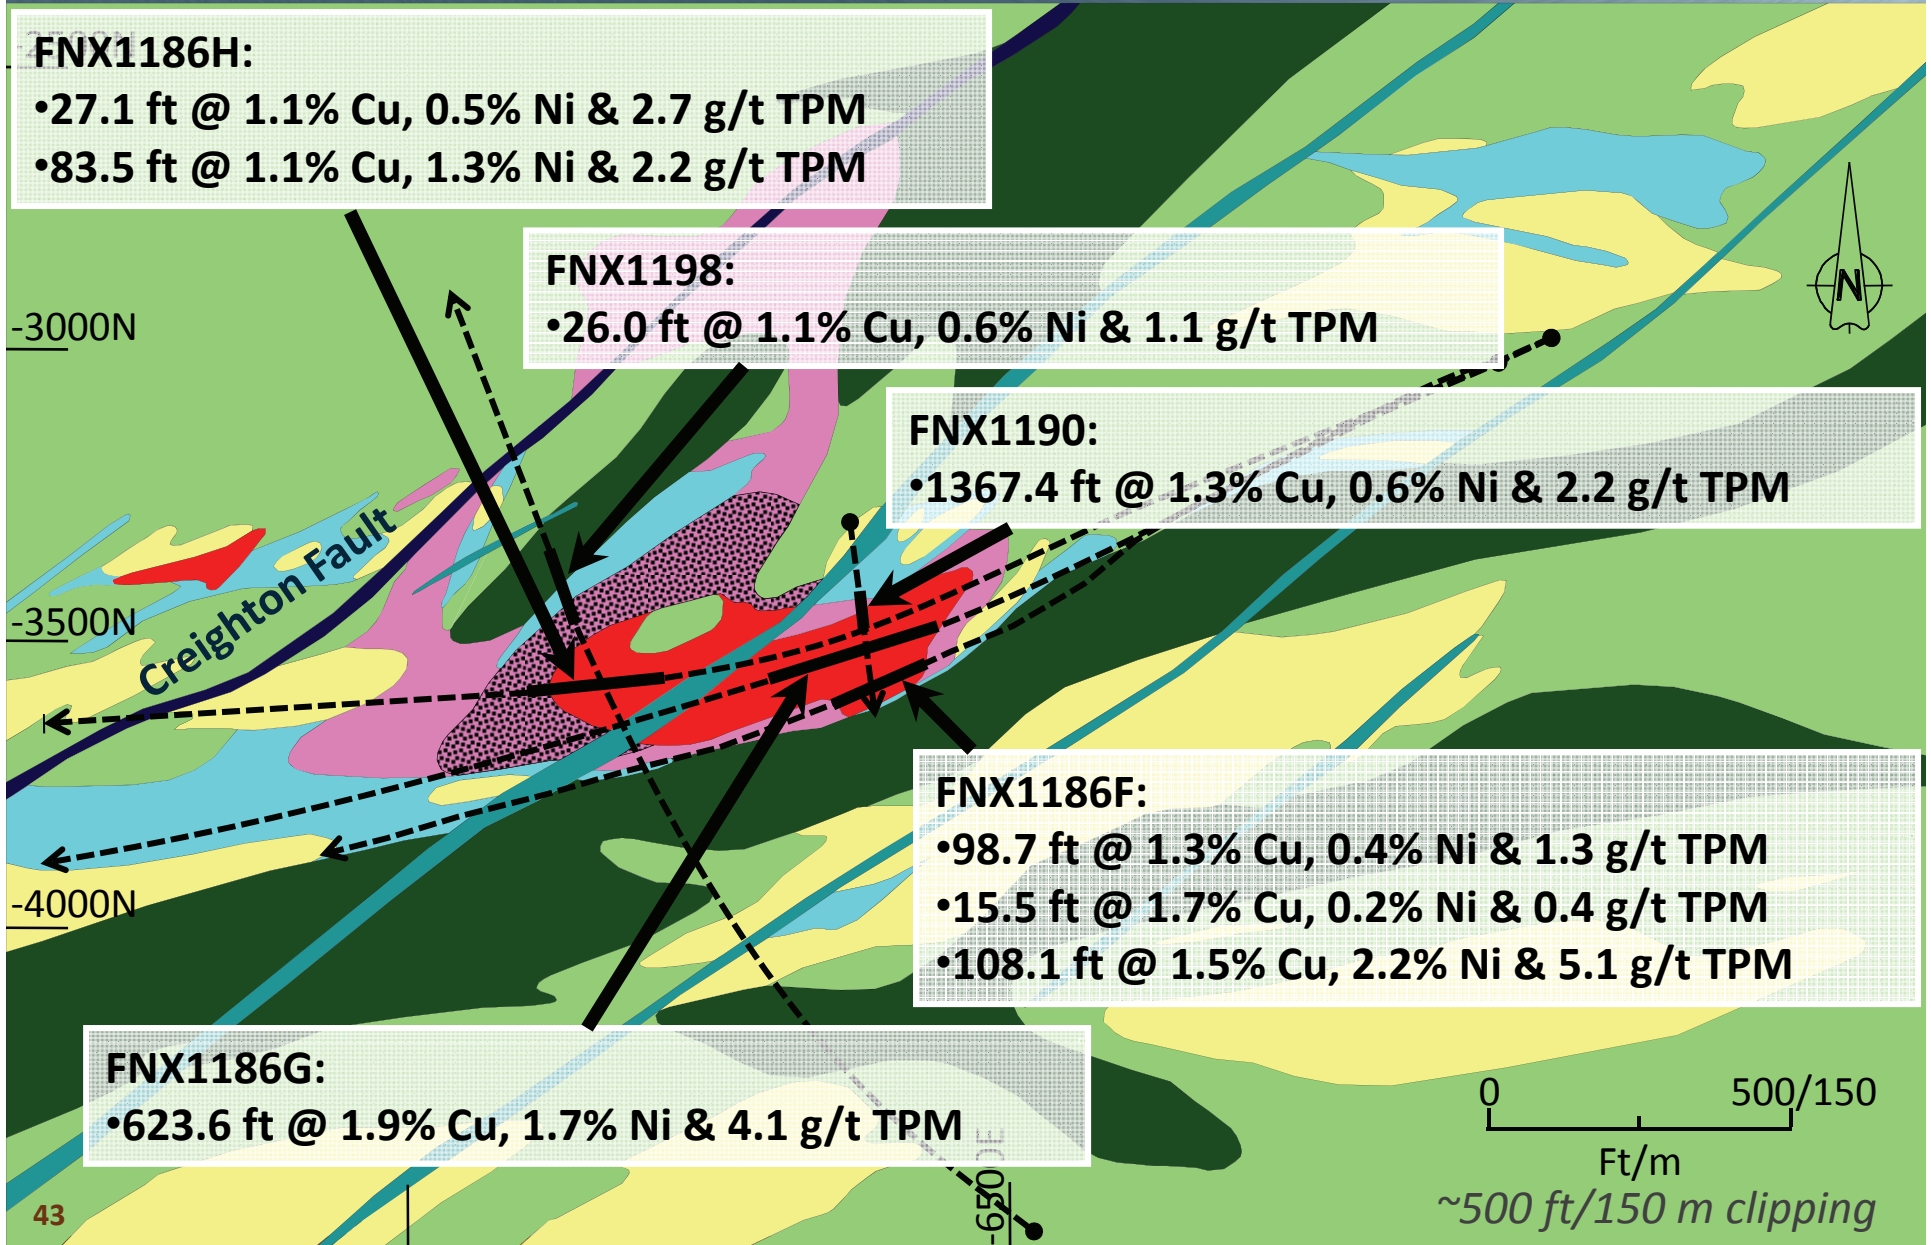 -2500N
FNX1186H:
•27.1 ft @ 1.1% Cu, 0.5% Ni & 2.7 g/t TPM
•83.5 ft @ 1.1% Cu, 1.3% Ni & 2.2 g/t TPM
FNX1198:
•26.0 ft @ 1.1% Cu, 0.6% Ni & 1.1 g/t TPM
N
-3000N
FNX1190:
•1367.4 ft @ 1.3% Cu, 0.6% Ni & 2.2 g/t TPM
Creighton Fault
-3500N
FNX1186F:
•98.7 ft @ 1.3% Cu, 0.4% Ni & 1.3 g/t TPM
•15.5 ft @ 1.7% Cu, 0.2% Ni & 0.4 g/t TPM
•108.1 ft @ 1.5% Cu, 2.2% Ni & 5.1 g/t TPM
-4000N
FNX1186G:
•623.6 ft @ 1.9% Cu, 1.7% Ni & 4.1 g/t TPM
-6500E
0 500/150
Ft/m
~500 ft/150 m clipping
43